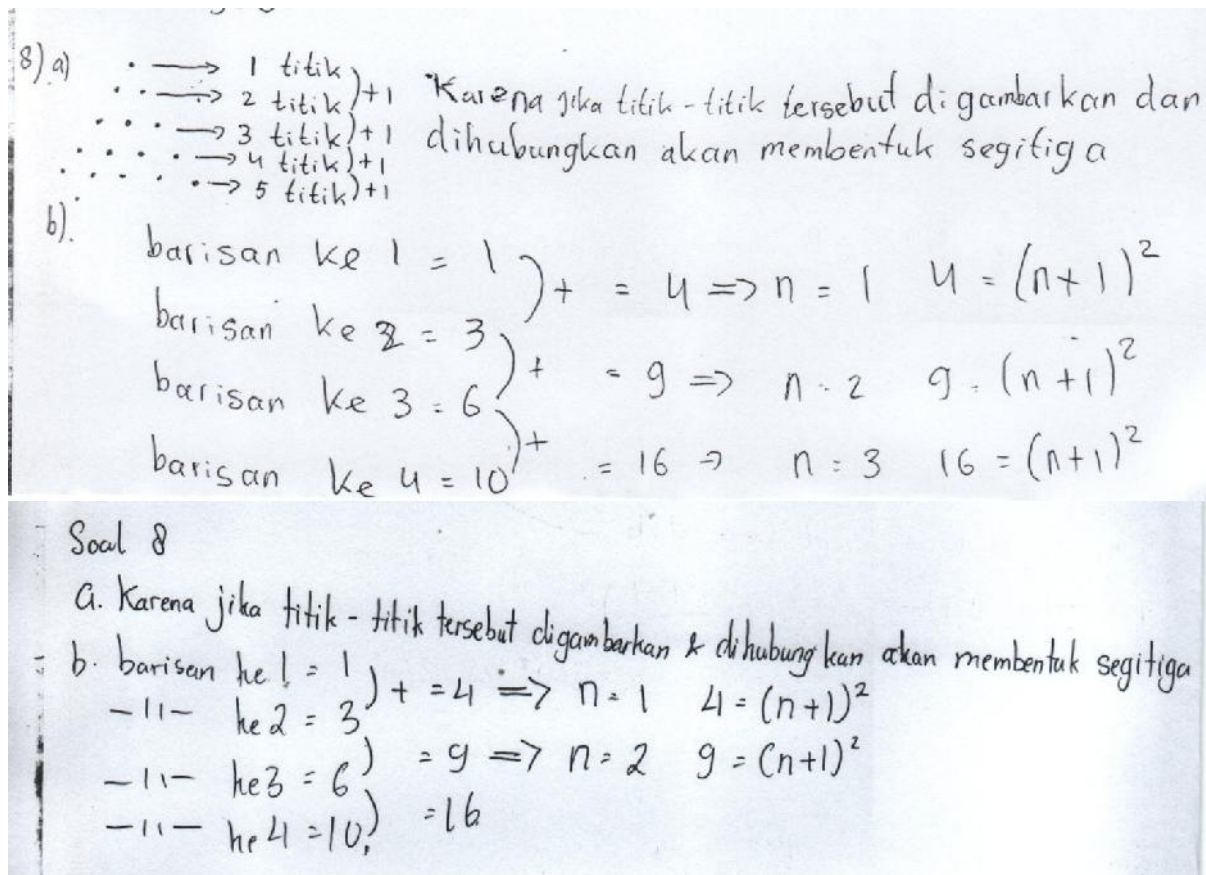 8) a) . → 1 titik
. . → 2 titik ) +1 Karena jika titik-titik tersebut digambarkan dan
. . . → 3 titik ) +1 dihubungkan akan membentuk segitiga
. . . . → 4 titik ) +1
. . . . . → 5 titik ) +1
b).
barisan ke 1 = 1 ) + = 4 => n = 1 4 = (n+1)²
barisan ke 2 = 3
barisan ke 3 = 6 ) + = 9 => n = 2 9 = (n+1)²
barisan ke 4 = 10 ) + = 16 → n = 3 16 = (n+1)²
Soal 8
a. Karena jika titik-titik tersebut digambarkan & dihubungkan akan membentuk segitiga
b. barisan ke 1 = 1 ) + = 4 => n = 1 4 = (n+1)²
-11- ke 2 = 3
-11- ke 3 = 6 ) = 9 => n = 2 9 = (n+1)²
-11- ke 4 = 10 ) = 16